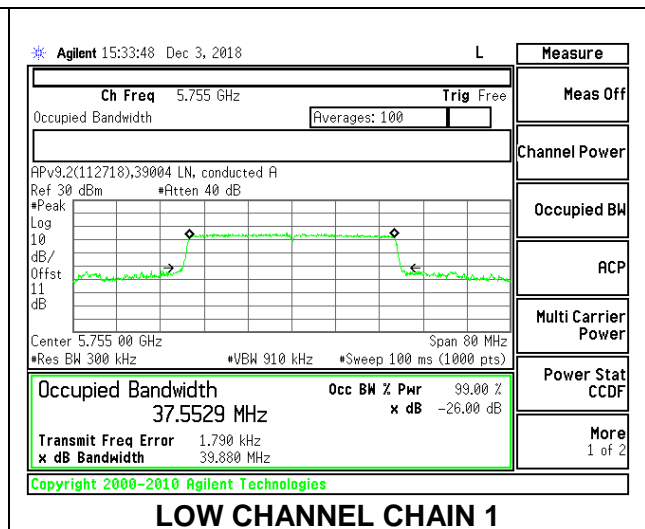 Agilent 15:33:48 Dec 3, 2018 L
Measure
Ch Freq 5.755 GHz Trig Free
Meas Off
Occupied Bandwidth Averages: 100
Channel Power
APv9.2(112718),39004 LN, conducted A
Ref 30 dBm #Atten 40 dB
#Peak
Occupied BW
Log
10
dB/
Offst
ACP
11
dB
Multi Carrier
Power
Center 5.755 00 GHz Span 80 MHz
#Res BW 300 kHz #VBW 910 kHz #Sweep 100 ms (1000 pts)
Power Stat
CCDF
Occupied Bandwidth Occ BW % Pwr 99.00 %
37.5529 MHz x dB -26.00 dB
Transmit Freq Error 1.790 kHz
x dB Bandwidth 39.880 MHz
More
1 of 2
Copyright 2000-2010 Agilent Technologies
LOW CHANNEL CHAIN 1